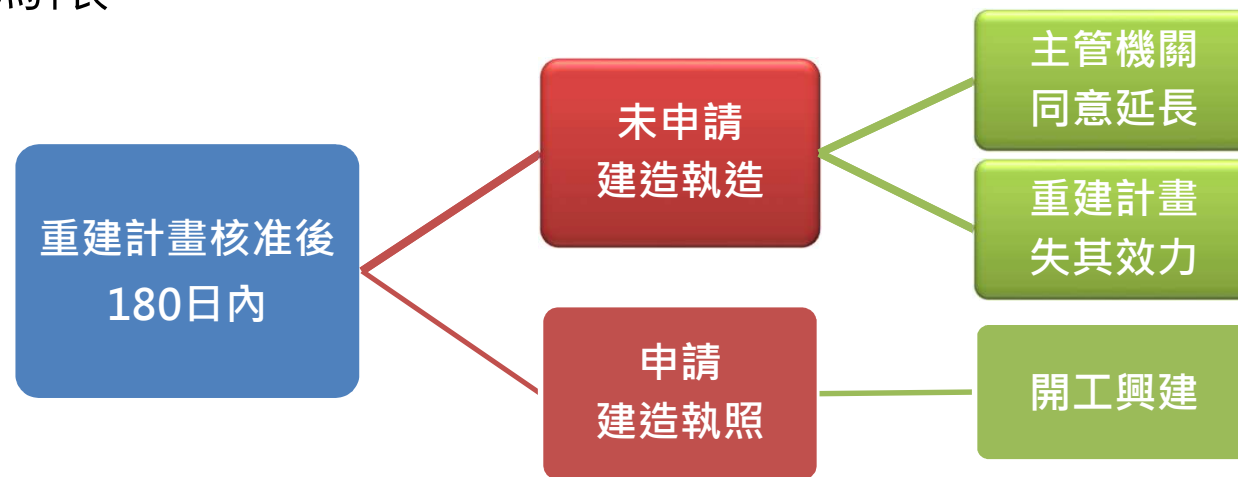 重建計畫核准後
180日內
未申請
建造執造
申請
建造執照
主管機關
同意延長
重建計畫
失其效力
開工興建